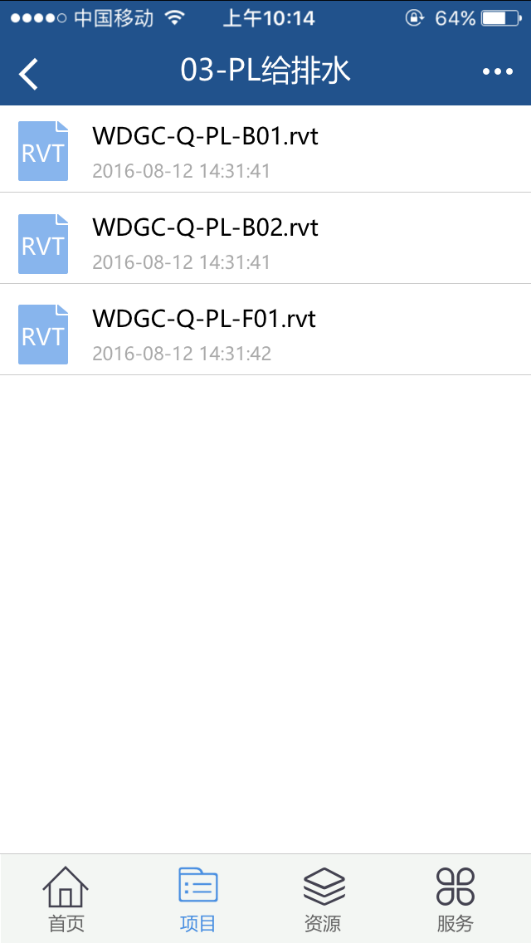 中国移动 上午10:14 64%
03-PL给排水
RVT WDGC-Q-PL-B01.rvt
2016-08-12 14:31:41
RVT WDGC-Q-PL-B02.rvt
2016-08-12 14:31:41
RVT WDGC-Q-PL-F01.rvt
2016-08-12 14:31:42
首页 项目 资源 服务